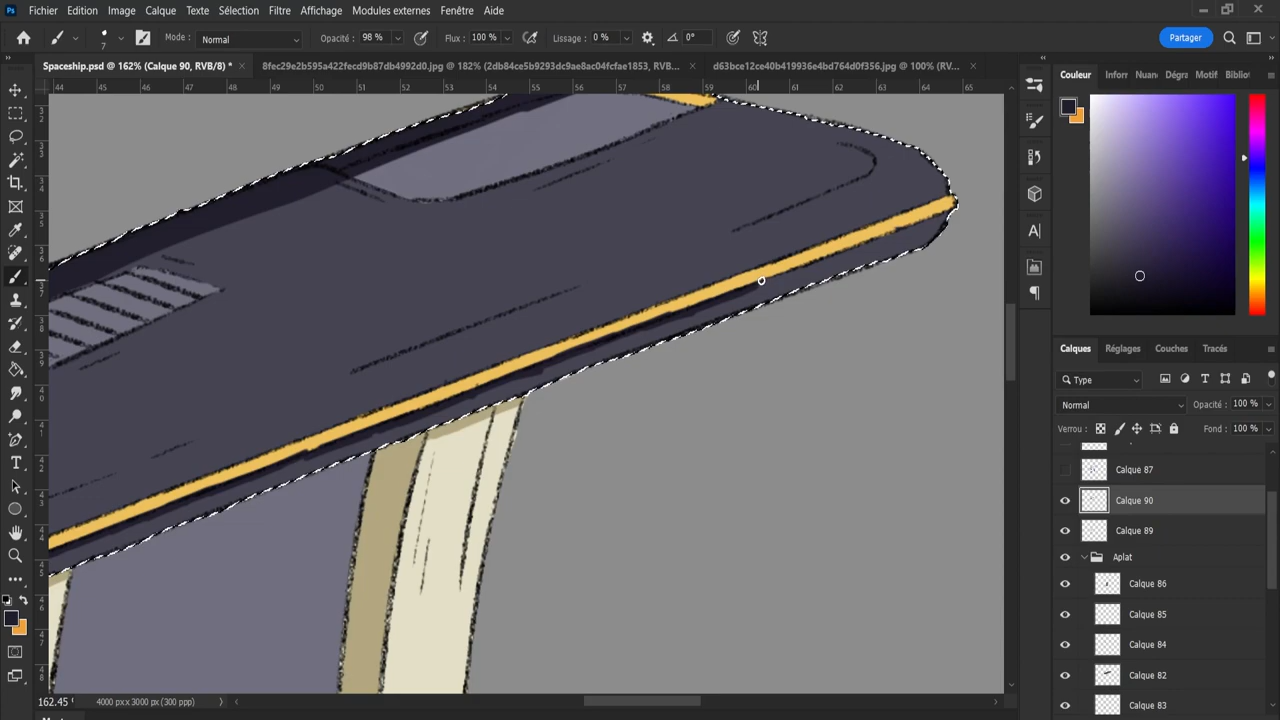 Fichier Edition Image Calque Texte Sélection Filtre Affichage Modules externes Fenêtre Aide
7 Mode : Normal Opacité : 98 % Flux : 100 % Lissage : 0 % 0° Partager
Spaceship.psd @ 162% (Calque 90, RVB/8) * 8fec29e2b595a422fecd9b87db4992d0.jpg @ 182% (2db84ce5b9293dc9ae8ac04fcfae1853, RVB... d63bce12ce40b419936e4bd764d0f356.jpg @ 100% (RV...
Couleur Inforr Nuan Dégra Motif Biblio
44 45 46 47 48 49 50 51 52 53 54 55 56 57 58 59 60 61 62 63 64 65
Calques Réglages Couches Tracés
Type
Normal Opacité : 100 %
Verrou : Fond : 100 %
Calque 87
Calque 90
Calque 89
Aplat
Calque 86
Calque 85
Calque 84
Calque 82
Calque 83
162.45 4000 px x 3000 px (300 ppp)